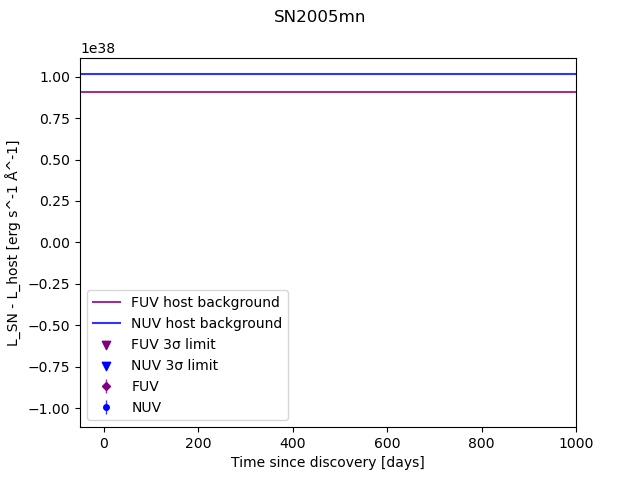 SN2005mn
1e38
1.00
0.75
0.50
0.25
0.00
−0.25
−0.50
−0.75
−1.00
L_SN - L_host [erg s^-1 Å^-1]
FUV host background
NUV host background
FUV 3σ limit
NUV 3σ limit
FUV
NUV
0 200 400 600 800 1000
Time since discovery [days]